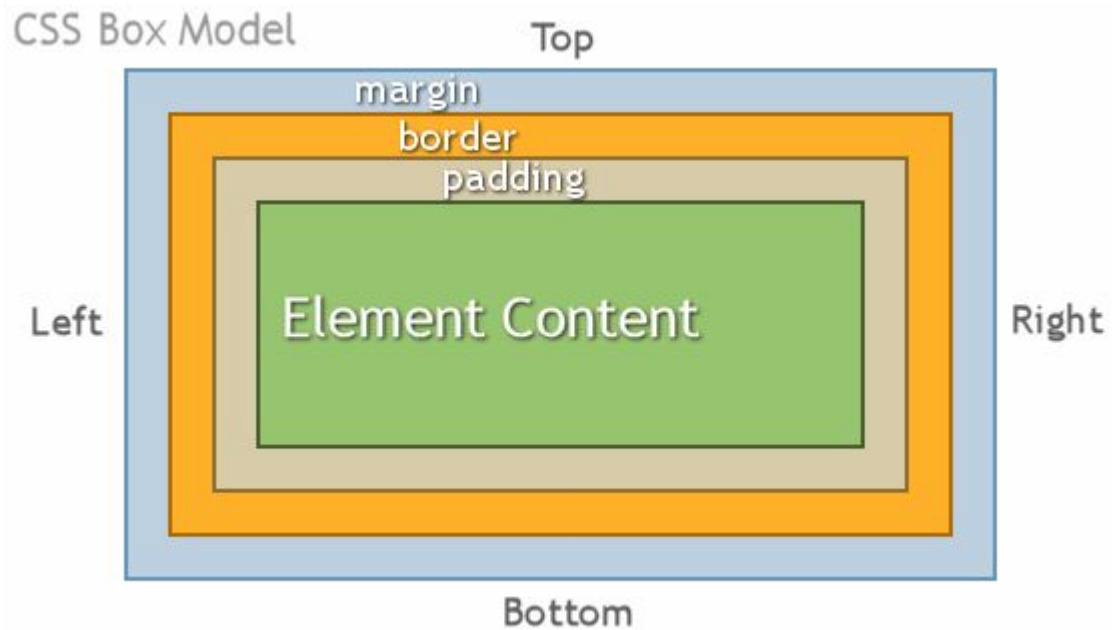 CSS Box Model
Top
margin
border
padding
Left
Element Content
Right
Bottom